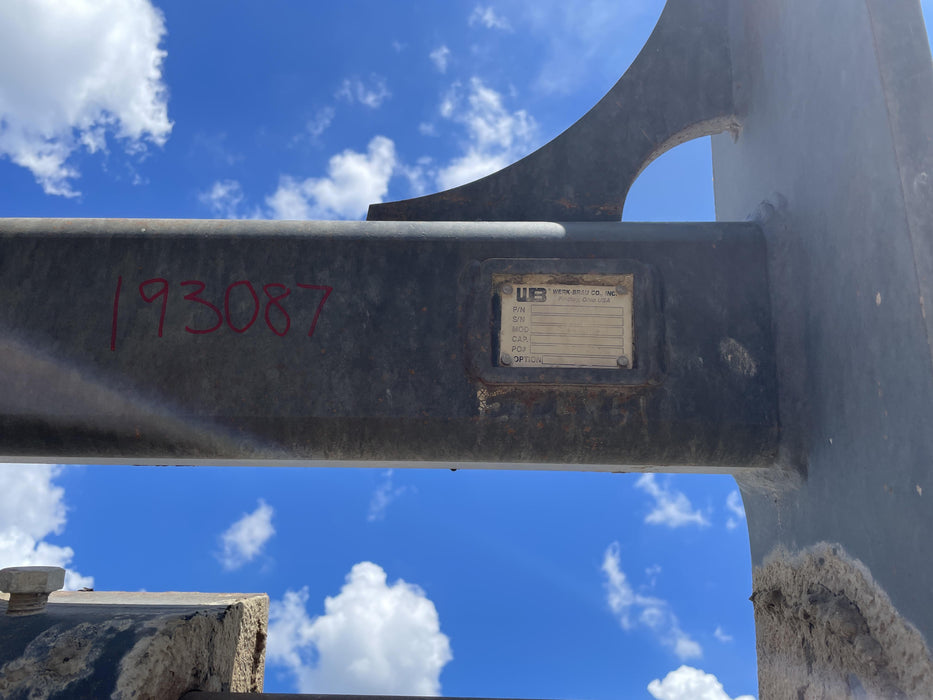 193087
WB WERK-BRAU CO., INC.
Findlay, Ohio USA
P/N
S/N
MOD
CAP.
PO#
OPTION